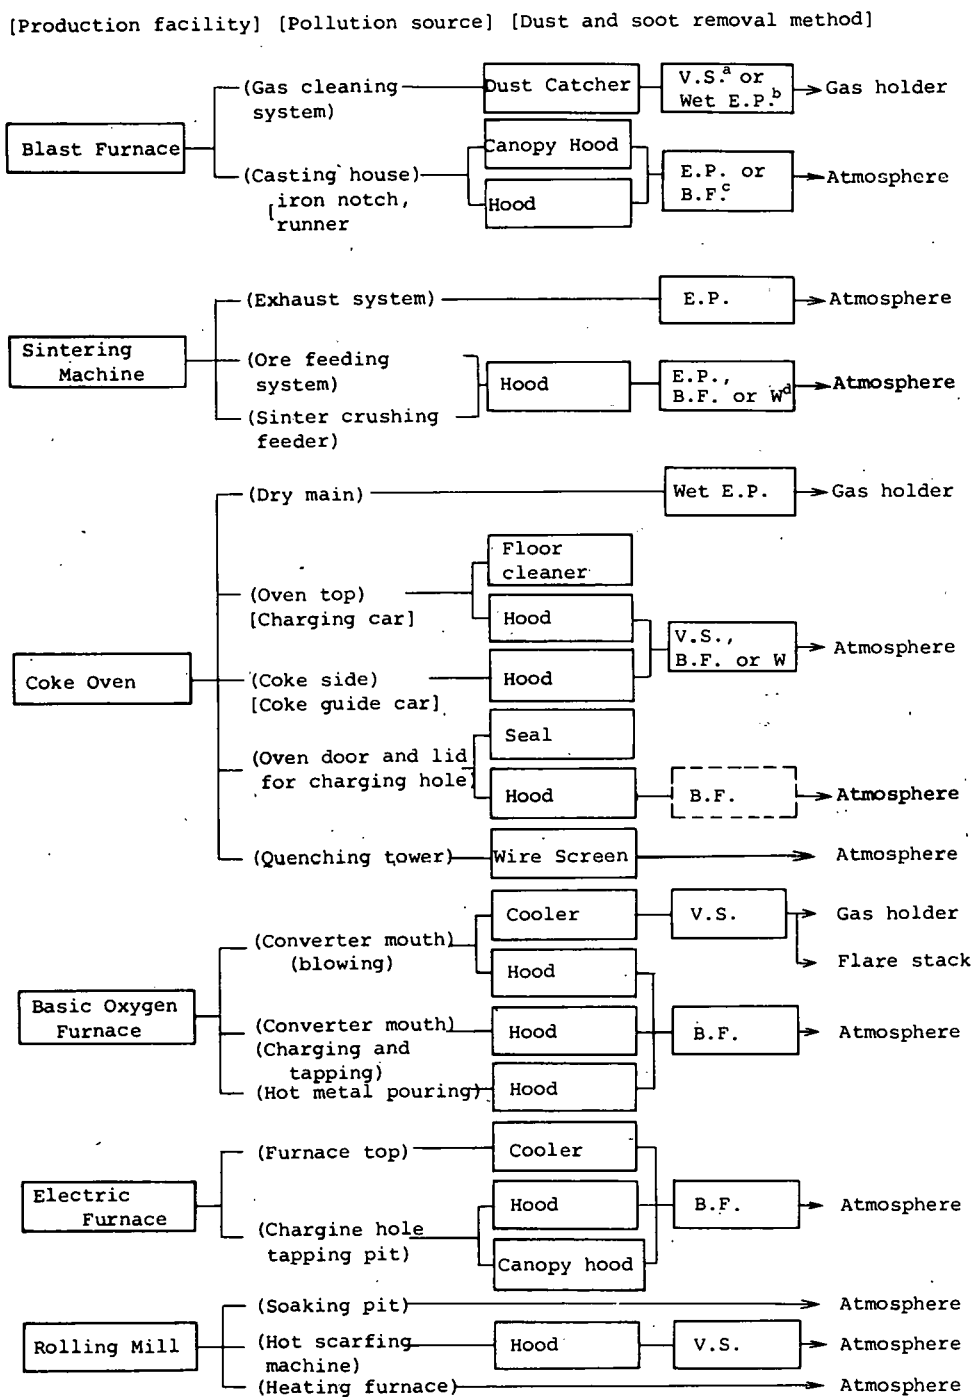 [Production facility] [Pollution source] [Dust and soot removal method]
Blast Furnace
(Gas cleaning
system)
Dust Catcher
V.S.a or
Wet E.P.b
Gas holder
(Casting house)
[iron notch,
runner
Canopy Hood
Hood
E.P. or
B.F.c
Atmosphere
Sintering
Machine
(Exhaust system)
E.P.
Atmosphere
(Ore feeding
system)
(Sinter crushing
feeder)
Hood
E.P.,
B.F. or Wd
Atmosphere
Coke Oven
(Dry main)
Wet E.P.
Gas holder
(Oven top)
[Charging car]
Floor
cleaner
Hood
(Coke side)
[Coke guide car]
Hood
V.S.,
B.F. or W
Atmosphere
(Oven door and lid
for charging hole)
Seal
Hood
B.F.
Atmosphere
(Quenching tower)
Wire Screen
Atmosphere
Basic Oxygen
Furnace
(Converter mouth)
(blowing)
Cooler
V.S.
Gas holder
Flare stack
Hood
(Converter mouth)
(Charging and
tapping)
Hood
(Hot metal pouring)
Hood
B.F.
Atmosphere
Electric
Furnace
(Furnace top)
Cooler
(Chargine hole
tapping pit)
Hood
Canopy hood
B.F.
Atmosphere
Rolling Mill
(Soaking pit)
Atmosphere
(Hot scarfing
machine)
Hood
V.S.
Atmosphere
(Heating furnace)
Atmosphere